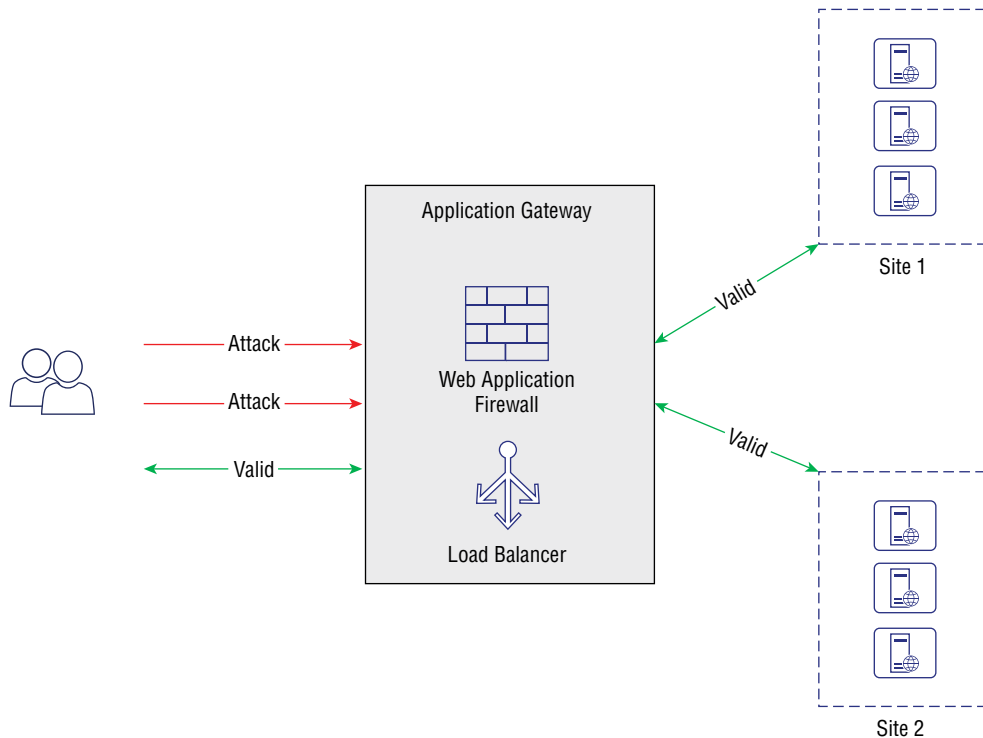 Application Gateway
Site 1
Valid
Attack
Web Application
Firewall
Attack
Valid
Valid
Load Balancer
Site 2